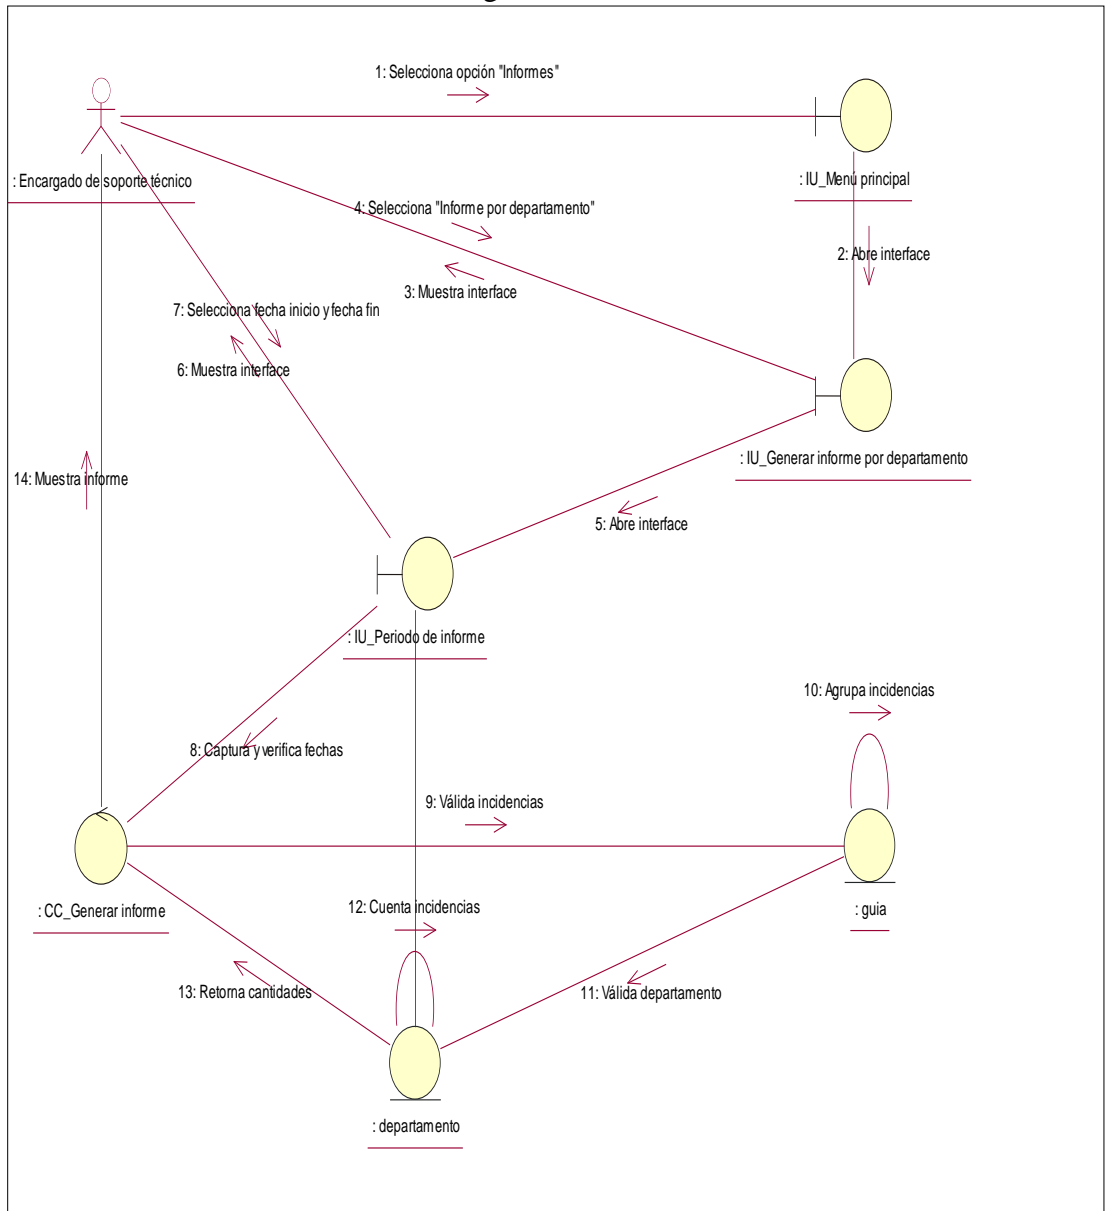 1: Selecciona opción "Informes"
: Encargado de soporte técnico
: IU_Menú principal
4: Selecciona "Informe por departamento"
2: Abre interface
3: Muestra interface
7: Selecciona fecha inicio y fecha fin
6: Muestra interface
: IU_Generar informe por departamento
14: Muestra informe
5: Abre interface
: IU_Periodo de informe
10: Agrupa incidencias
8: Captura y verifica fechas
9: Válida incidencias
: CC_Generar informe
12: Cuenta incidencias
: guia
13: Retorna cantidades
11: Válida departamento
: departamento